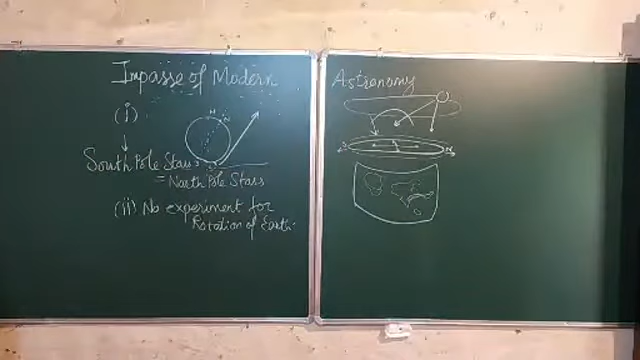 Impasse of Modern Astronomy
(i)
South Pole Stars
= North Pole Stars
(ii) No experiment for
Rotation of Earth.